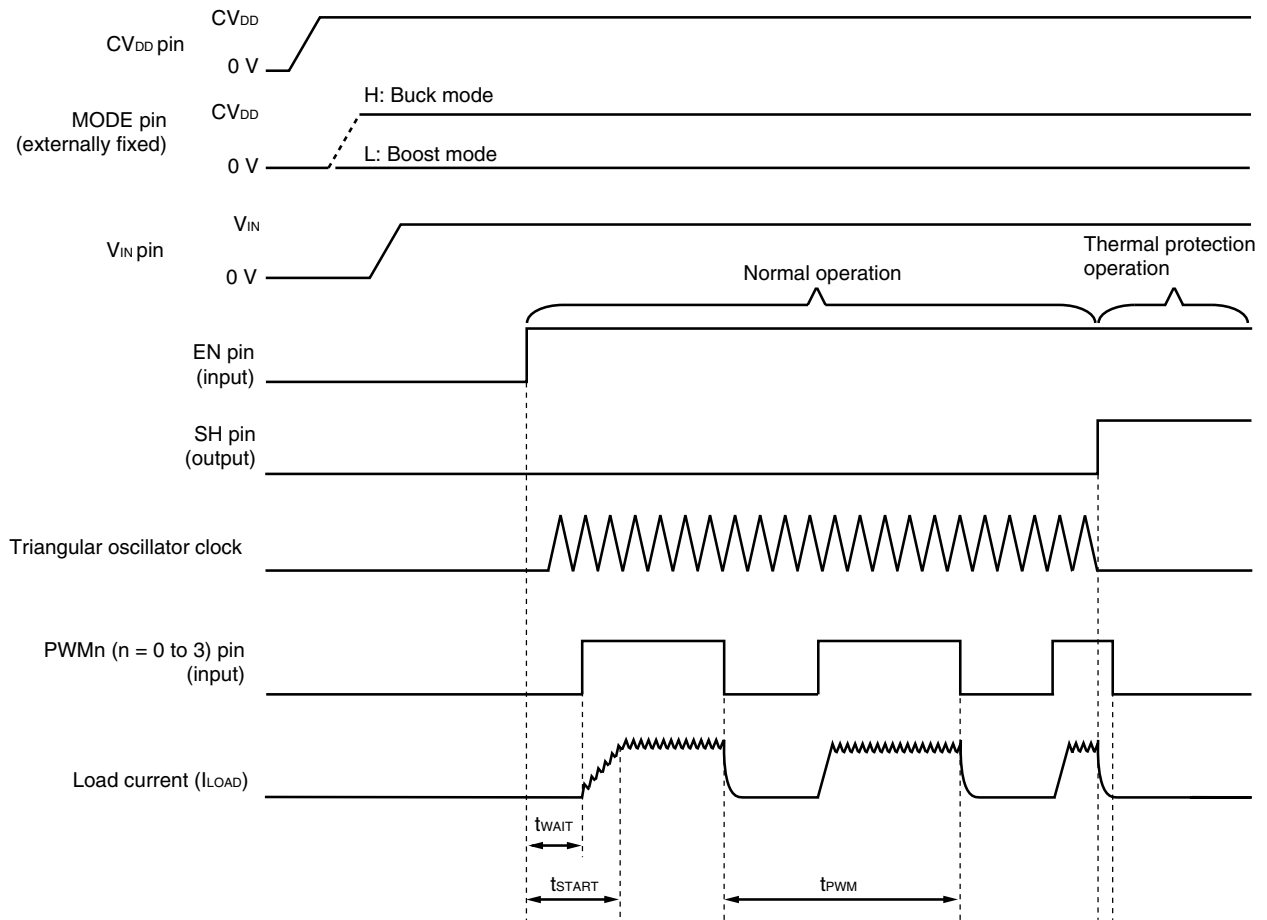 CVDD
CVDD pin
0 V
H: Buck mode
CVDD
MODE pin
(externally fixed)
L: Boost mode
0 V
VIN
VIN pin
0 V
Normal operation
Thermal protection
operation
EN pin
(input)
SH pin
(output)
Triangular oscillator clock
PWMn (n = 0 to 3) pin
(input)
Load current (ILOAD)
tWAIT
tSTART
tPWM